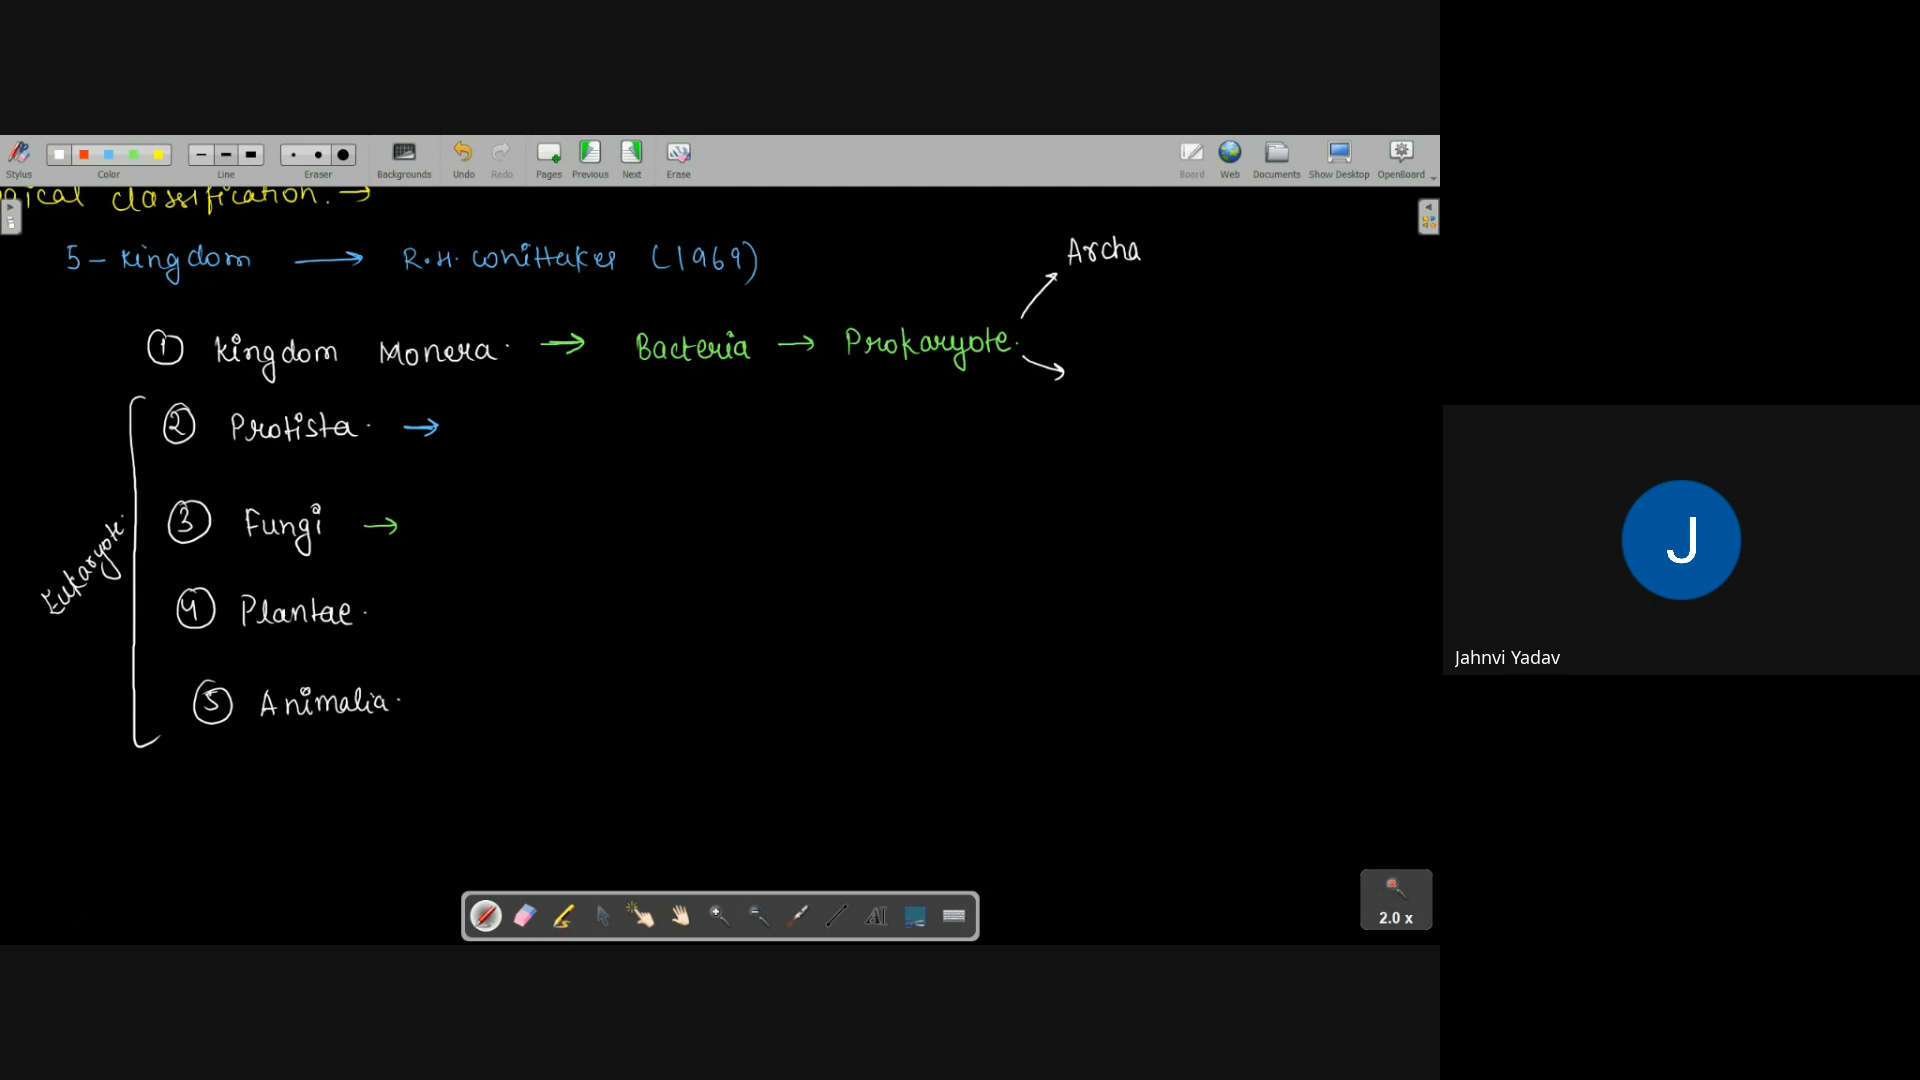 Stylus Color Line Eraser Backgrounds Undo Redo Pages Previous Next Erase Board Web Documents Show Desktop OpenBoard
ical classification. →
5 - Kingdom → R.H. Whittaker (1969)
Archa
① Kingdom Monera. → Bacteria → Prokaryote.
② Protista. →
③ Fungi →
Eukaryote.
④ Plantae.
⑤ Animalia.
J
Jahnvi Yadav
2.0 x